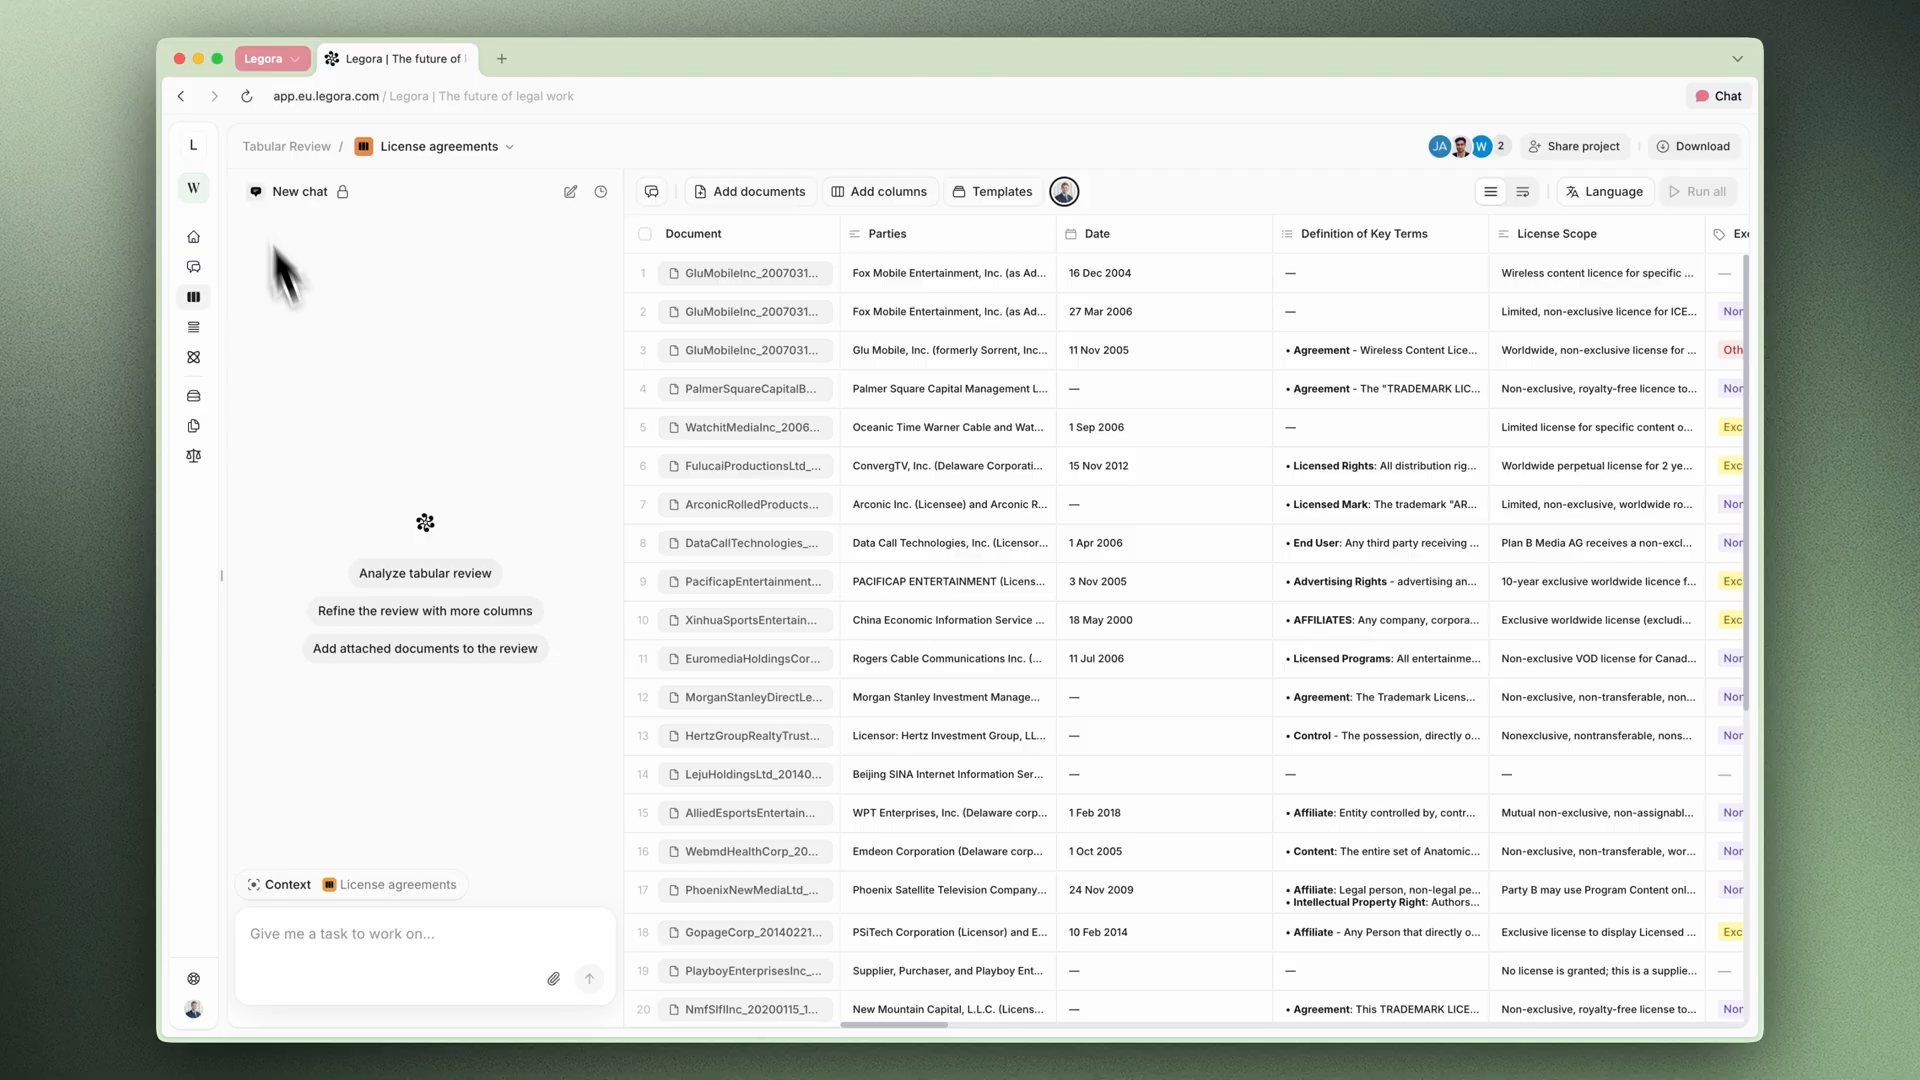 Legora
Legora | The future of l
app.eu.legora.com / Legora | The future of legal work
Chat
L
W
Tabular Review / License agreements
JA W 2 Share project Download
New chat
Add documents Add columns Templates Language Run all
Document Parties Date Definition of Key Terms License Scope Exc
1 GluMobileInc_2007031... Fox Mobile Entertainment, Inc. (as Ad... 16 Dec 2004 — Wireless content licence for specific ... —
2 GluMobileInc_2007031... Fox Mobile Entertainment, Inc. (as Ad... 27 Mar 2006 — Limited, non-exclusive licence for ICE... Nor
3 GluMobileInc_2007031... Glu Mobile, Inc. (formerly Sorrent, Inc... 11 Nov 2005 • Agreement - Wireless Content Lice... Worldwide, non-exclusive license for ... Oth
4 PalmerSquareCapitalB... Palmer Square Capital Management L... — • Agreement - The "TRADEMARK LIC... Non-exclusive, royalty-free licence to... Nor
5 WatchitMediaInc_2006... Oceanic Time Warner Cable and Wat... 1 Sep 2006 — Limited license for specific content o... Exc
6 FulucaiProductionsLtd_... ConvergTV, Inc. (Delaware Corporati... 15 Nov 2012 • Licensed Rights: All distribution rig... Worldwide perpetual license for 2 ye... Exc
7 ArconicRolledProducts... Arconic Inc. (Licensee) and Arconic R... — • Licensed Mark: The trademark "AR... Limited, non-exclusive, worldwide ro... Nor
8 DataCallTechnologies_... Data Call Technologies, Inc. (Licensor... 1 Apr 2006 • End User: Any third party receiving ... Plan B Media AG receives a non-excl... Nor
9 PacificapEntertainment... PACIFICAP ENTERTAINMENT (Licens... 3 Nov 2005 • Advertising Rights - advertising an... 10-year exclusive worldwide licence f... Exc
10 XinhuaSportsEntertain... China Economic Information Service ... 18 May 2000 • AFFILIATES: Any company, corpora... Exclusive worldwide license (excludi... Exc
11 EuromediaHoldingsCor... Rogers Cable Communications Inc. (... 11 Jul 2006 • Licensed Programs: All entertainme... Non-exclusive VOD license for Canad... Nor
12 MorganStanleyDirectLe... Morgan Stanley Investment Manage... — • Agreement: The Trademark Licens... Non-exclusive, non-transferable, non... Nor
13 HertzGroupRealtyTrust... Licensor: Hertz Investment Group, LL... — • Control - The possession, directly o... Nonexclusive, nontransferable, nons... Nor
14 LejuHoldingsLtd_20140... Beijing SINA Internet Information Ser... — — — —
15 AlliedEsportsEntertain... WPT Enterprises, Inc. (Delaware corp... 1 Feb 2018 • Affiliate: Entity controlled by, contr... Mutual non-exclusive, non-assignabl... Nor
16 WebmdHealthCorp_20... Emdeon Corporation (Delaware corp... 1 Oct 2005 • Content: The entire set of Anatomic... Non-exclusive, non-transferable, wor... Nor
17 PhoenixNewMediaLtd_... Phoenix Satellite Television Company... 24 Nov 2009 • Affiliate: Legal person, non-legal pe... Party B may use Program Content onl... Nor
• Intellectual Property Right: Authors...
18 GopageCorp_20140221... PSiTech Corporation (Licensor) and E... 10 Feb 2014 • Affiliate - Any Person that directly o... Exclusive license to display Licensed ... Exc
19 PlayboyEnterprisesInc_... Supplier, Purchaser, and Playboy Ent... — — No license is granted; this is a supplie... —
20 NmfSlfIInc_20200115_1... New Mountain Capital, L.L.C. (Licens... — • Agreement: This TRADEMARK LICE... Non-exclusive, royalty-free license to... Nor
Analyze tabular review
Refine the review with more columns
Add attached documents to the review
Context License agreements
Give me a task to work on...